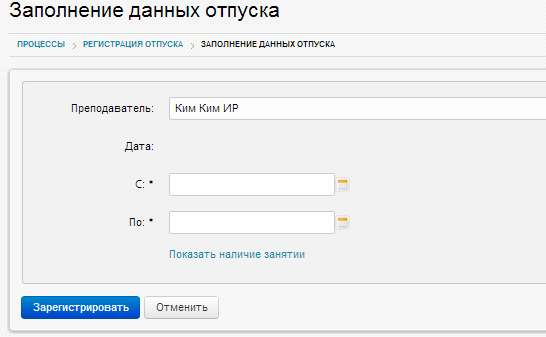 Заполнение данных отпуска
ПРОЦЕССЫ > РЕГИСТРАЦИЯ ОТПУСКА > ЗАПОЛНЕНИЕ ДАННЫХ ОТПУСКА
Преподаватель: Ким Ким ИР
Дата:
С: *
По: *
Показать наличие занятии
Зарегистрировать Отменить